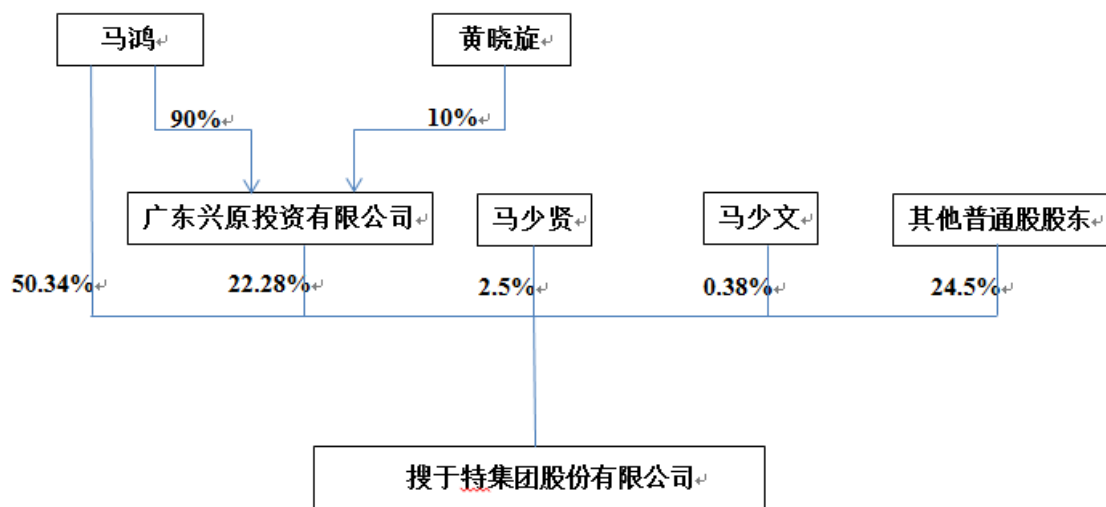 马鸿
黄晓旋
90%
10%
广东兴原投资有限公司
马少贤
马少文
其他普通股股东
50.34%
22.28%
2.5%
0.38%
24.5%
搜于特集团股份有限公司